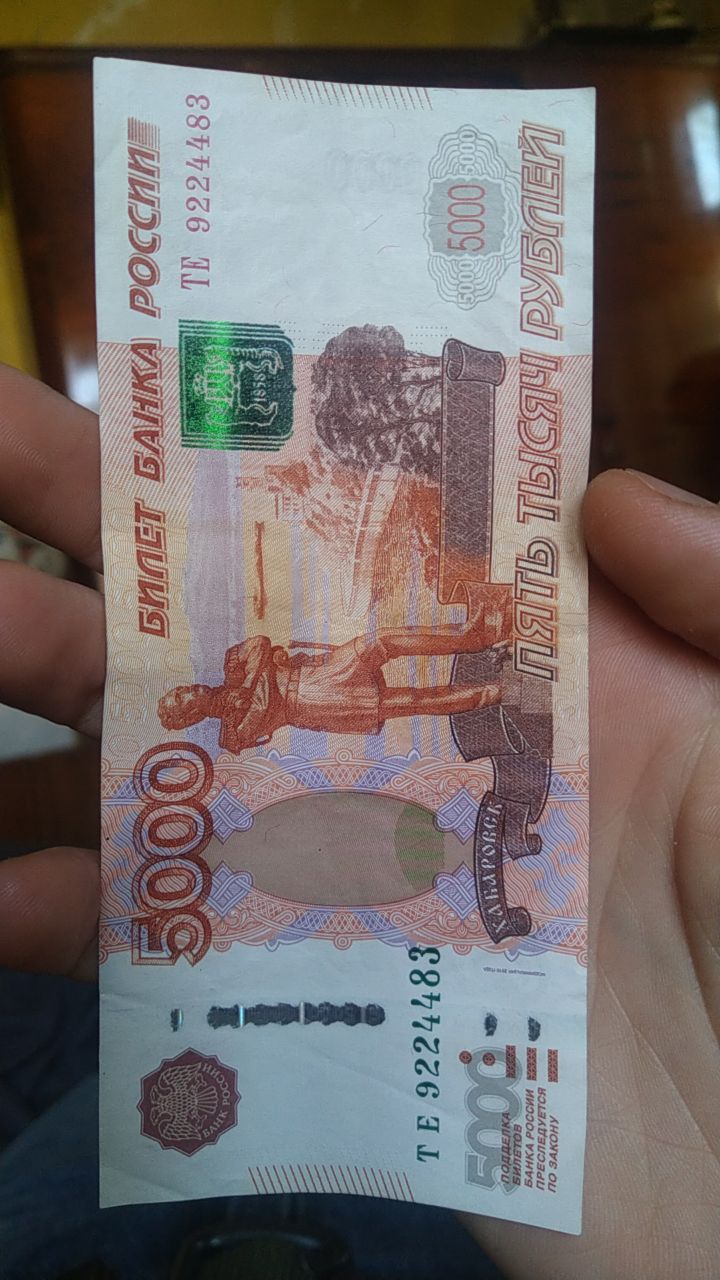 5000
БИЛЕТ БАНКА РОССИИ
БАНК РОССИИ
ТЕ 9224483
1858
ТЕ 9224483
5000
ПОДДЕЛКА
БИЛЕТОВ
БАНКА РОССИИ
ПРЕСЛЕДУЕТСЯ
ПО ЗАКОНУ
ХАБАРОВСК
5000 5000 5000
ПЯТЬ ТЫСЯЧ РУБЛЕЙ